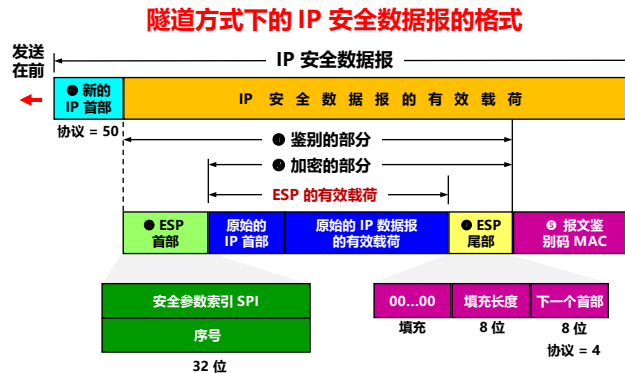 隧道方式下的 IP 安全数据报的格式
发送
在前
IP 安全数据报
新的
IP 首部
IP 安 全 数 据 报 的 有 效 载 荷
协议 = 50
鉴别的部分
加密的部分
ESP 的有效载荷
ESP
首部
原始的
IP 首部
原始的 IP 数据报
的有效载荷
ESP
尾部
❺ 报文鉴
别码 MAC
安全参数索引 SPI
序号
32 位
00...00
填充长度
下一个首部
填充
8 位
8 位
协议 = 4